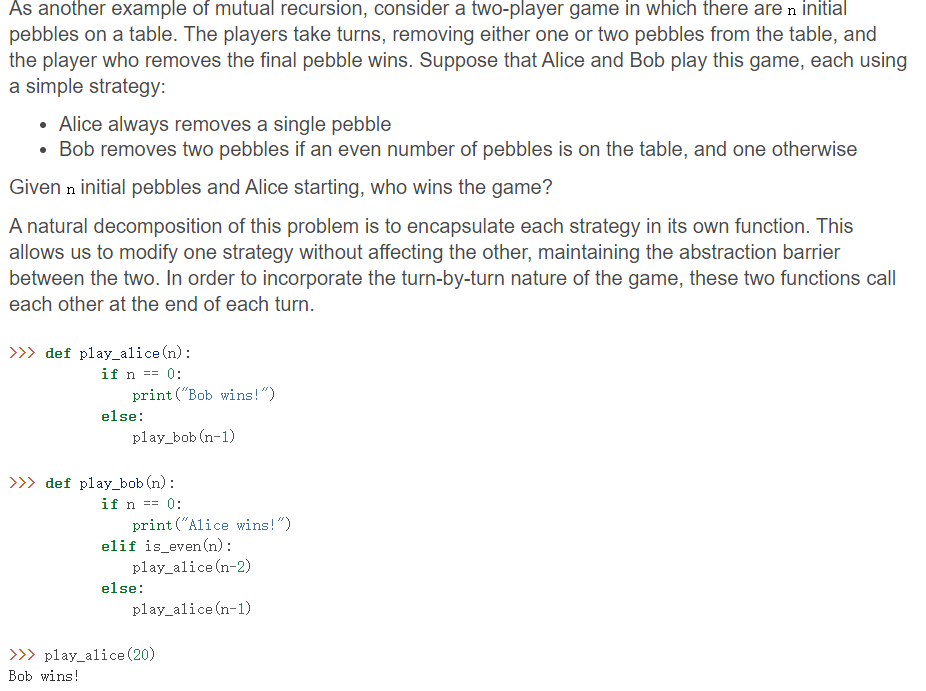 As another example of mutual recursion, consider a two-player game in which there are n initial
pebbles on a table. The players take turns, removing either one or two pebbles from the table, and
the player who removes the final pebble wins. Suppose that Alice and Bob play this game, each using
a simple strategy:
• Alice always removes a single pebble
• Bob removes two pebbles if an even number of pebbles is on the table, and one otherwise
Given n initial pebbles and Alice starting, who wins the game?
A natural decomposition of this problem is to encapsulate each strategy in its own function. This
allows us to modify one strategy without affecting the other, maintaining the abstraction barrier
between the two. In order to incorporate the turn-by-turn nature of the game, these two functions call
each other at the end of each turn.
>>> def play_alice(n):
        if n == 0:
            print("Bob wins!")
        else:
            play_bob(n-1)
>>> def play_bob(n):
        if n == 0:
            print("Alice wins!")
        elif is_even(n):
            play_alice(n-2)
        else:
            play_alice(n-1)
>>> play_alice(20)
Bob wins!